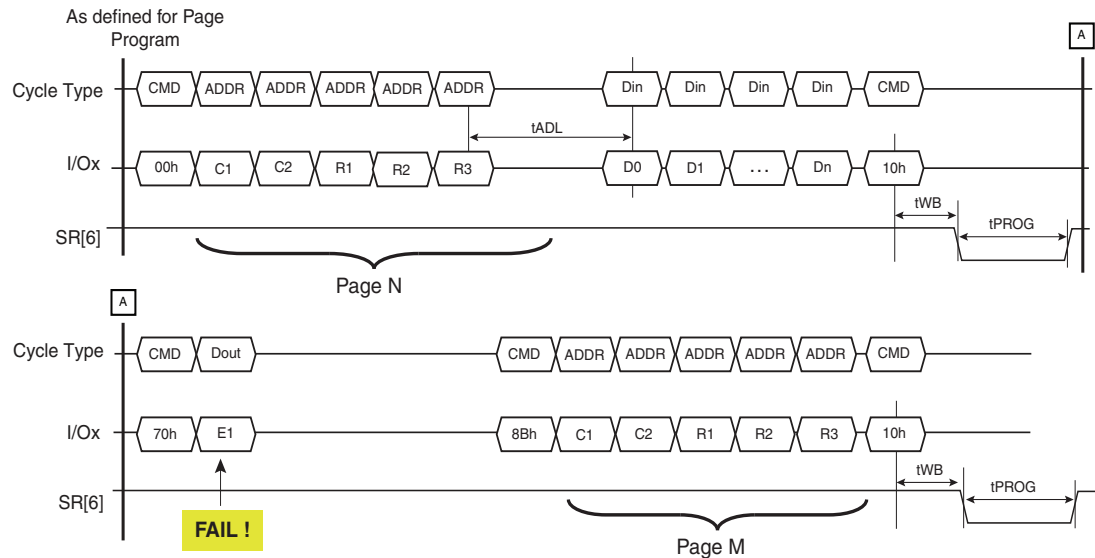 As defined for Page
Program
A
Cycle Type CMD ADDR ADDR ADDR ADDR ADDR Din Din Din Din CMD
tADL
I/Ox 00h C1 C2 R1 R2 R3 D0 D1 ... Dn 10h
tWB
tPROG
SR[6]
Page N
A
Cycle Type CMD Dout CMD ADDR ADDR ADDR ADDR ADDR CMD
I/Ox 70h E1 8Bh C1 C2 R1 R2 R3 10h
tWB
tPROG
SR[6]
FAIL !
Page M